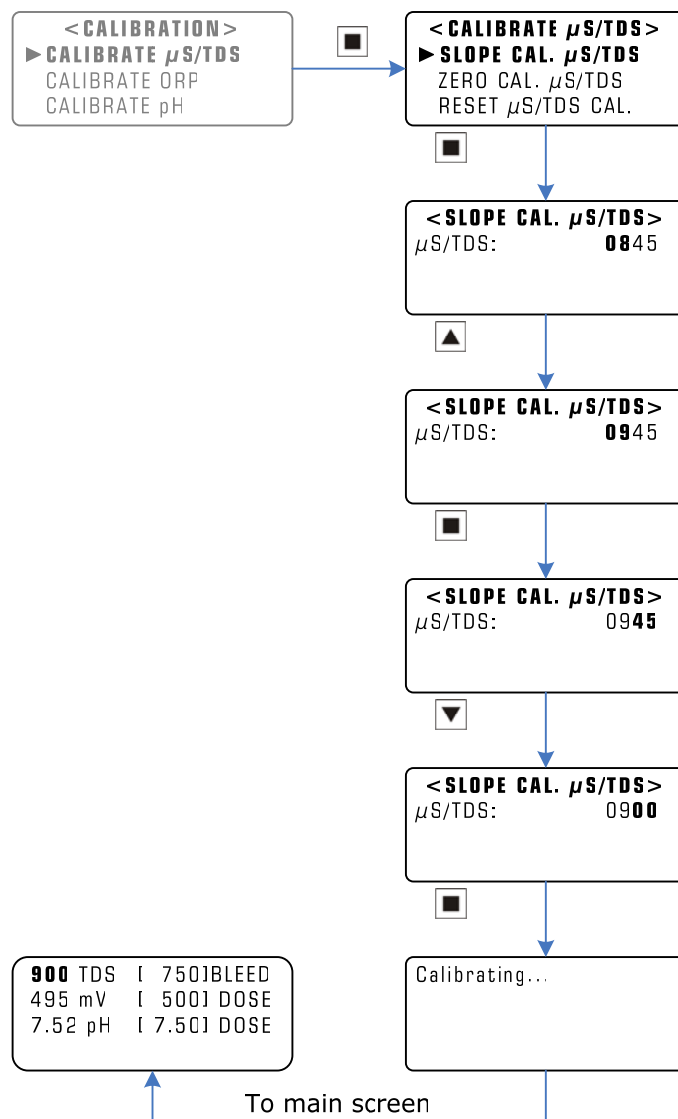 <CALIBRATION>
►CALIBRATE µS/TDS
CALIBRATE ORP
CALIBRATE pH
<CALIBRATE µS/TDS>
►SLOPE CAL. µS/TDS
ZERO CAL. µS/TDS
RESET µS/TDS CAL.
<SLOPE CAL. µS/TDS>
µS/TDS: 0845
<SLOPE CAL. µS/TDS>
µS/TDS: 0945
<SLOPE CAL. µS/TDS>
µS/TDS: 0945
<SLOPE CAL. µS/TDS>
µS/TDS: 0900
Calibrating...
900 TDS [ 750]BLEED
495 mV [ 500] DOSE
7.52 pH [ 7.50] DOSE
To main screen